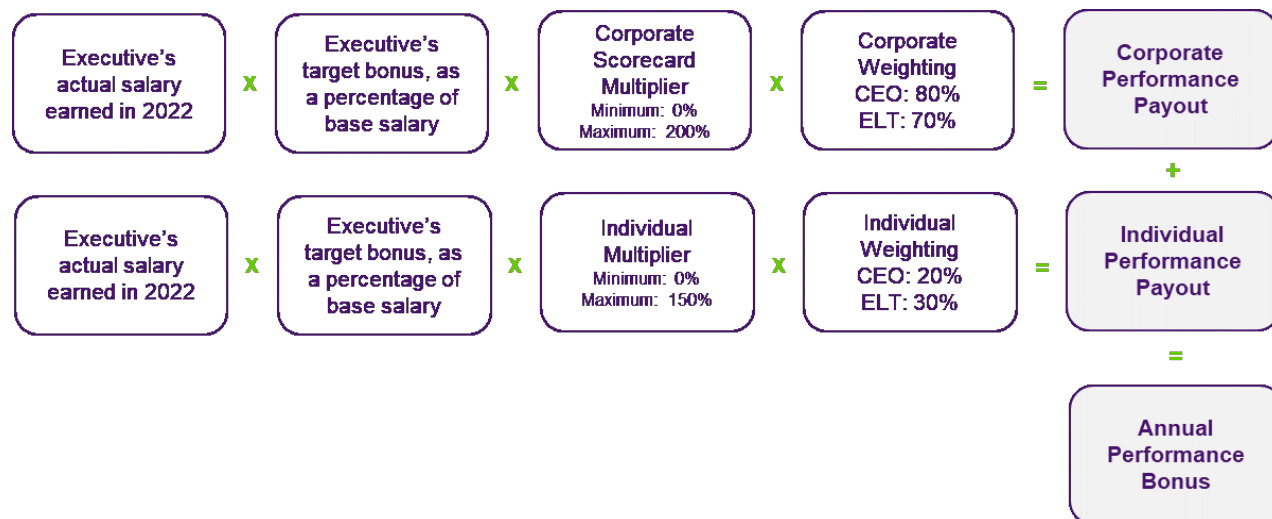 Executive's
actual salary
earned in 2022
x
Executive's
target bonus, as
a percentage of
base salary
x
Corporate
Scorecard
Multiplier
Minimum: 0%
Maximum: 200%
x
Corporate
Weighting
CEO: 80%
ELT: 70%
=
Corporate
Performance
Payout
+
Executive's
actual salary
earned in 2022
x
Executive's
target bonus, as
a percentage of
base salary
x
Individual
Multiplier
Minimum: 0%
Maximum: 150%
x
Individual
Weighting
CEO: 20%
ELT: 30%
=
Individual
Performance
Payout
=
Annual
Performance
Bonus